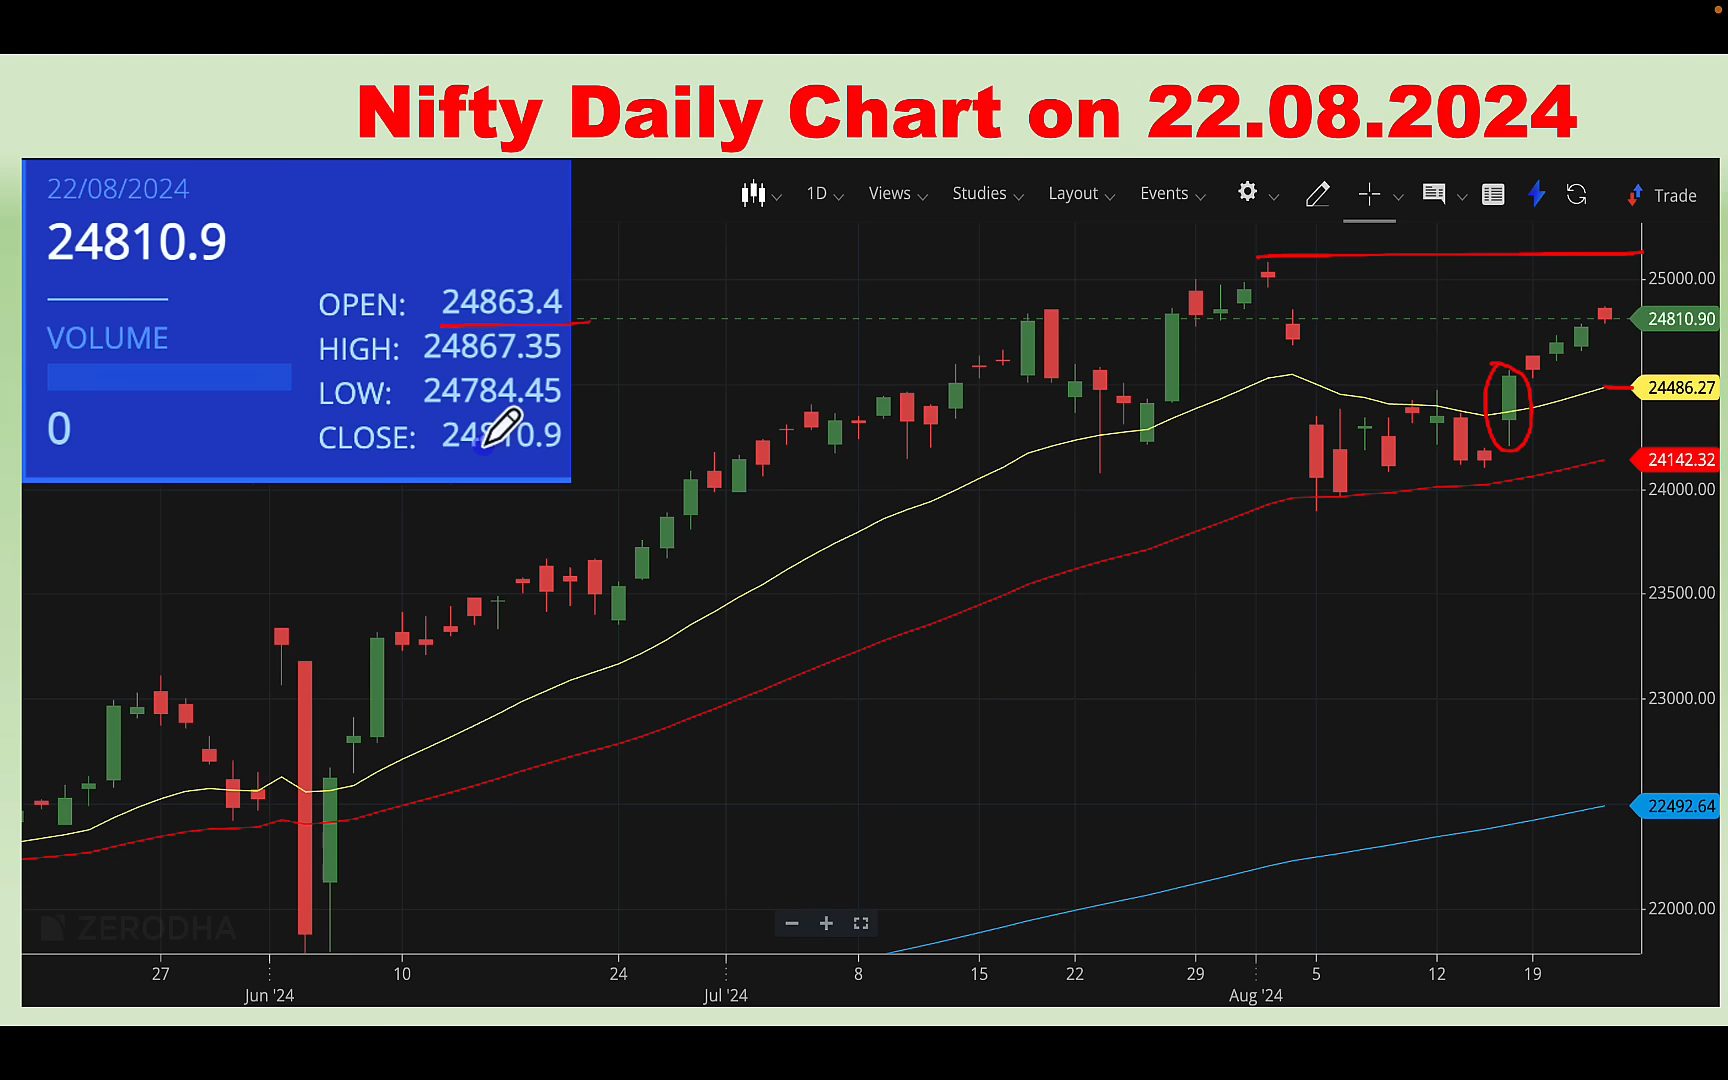 Nifty Daily Chart on 22.08.2024
22/08/2024
24810.9
VOLUME
0
OPEN: 24863.4
HIGH: 24867.35
LOW: 24784.45
CLOSE: 24810.9
1D Views Studies Layout Events Trade
25000.00
24810.90
24486.27
24142.32
24000.00
23500.00
23000.00
22492.64
22000.00
ZERODHA
27 10 24 8 15 22 29 5 12 19
Jun '24 Jul '24 Aug '24